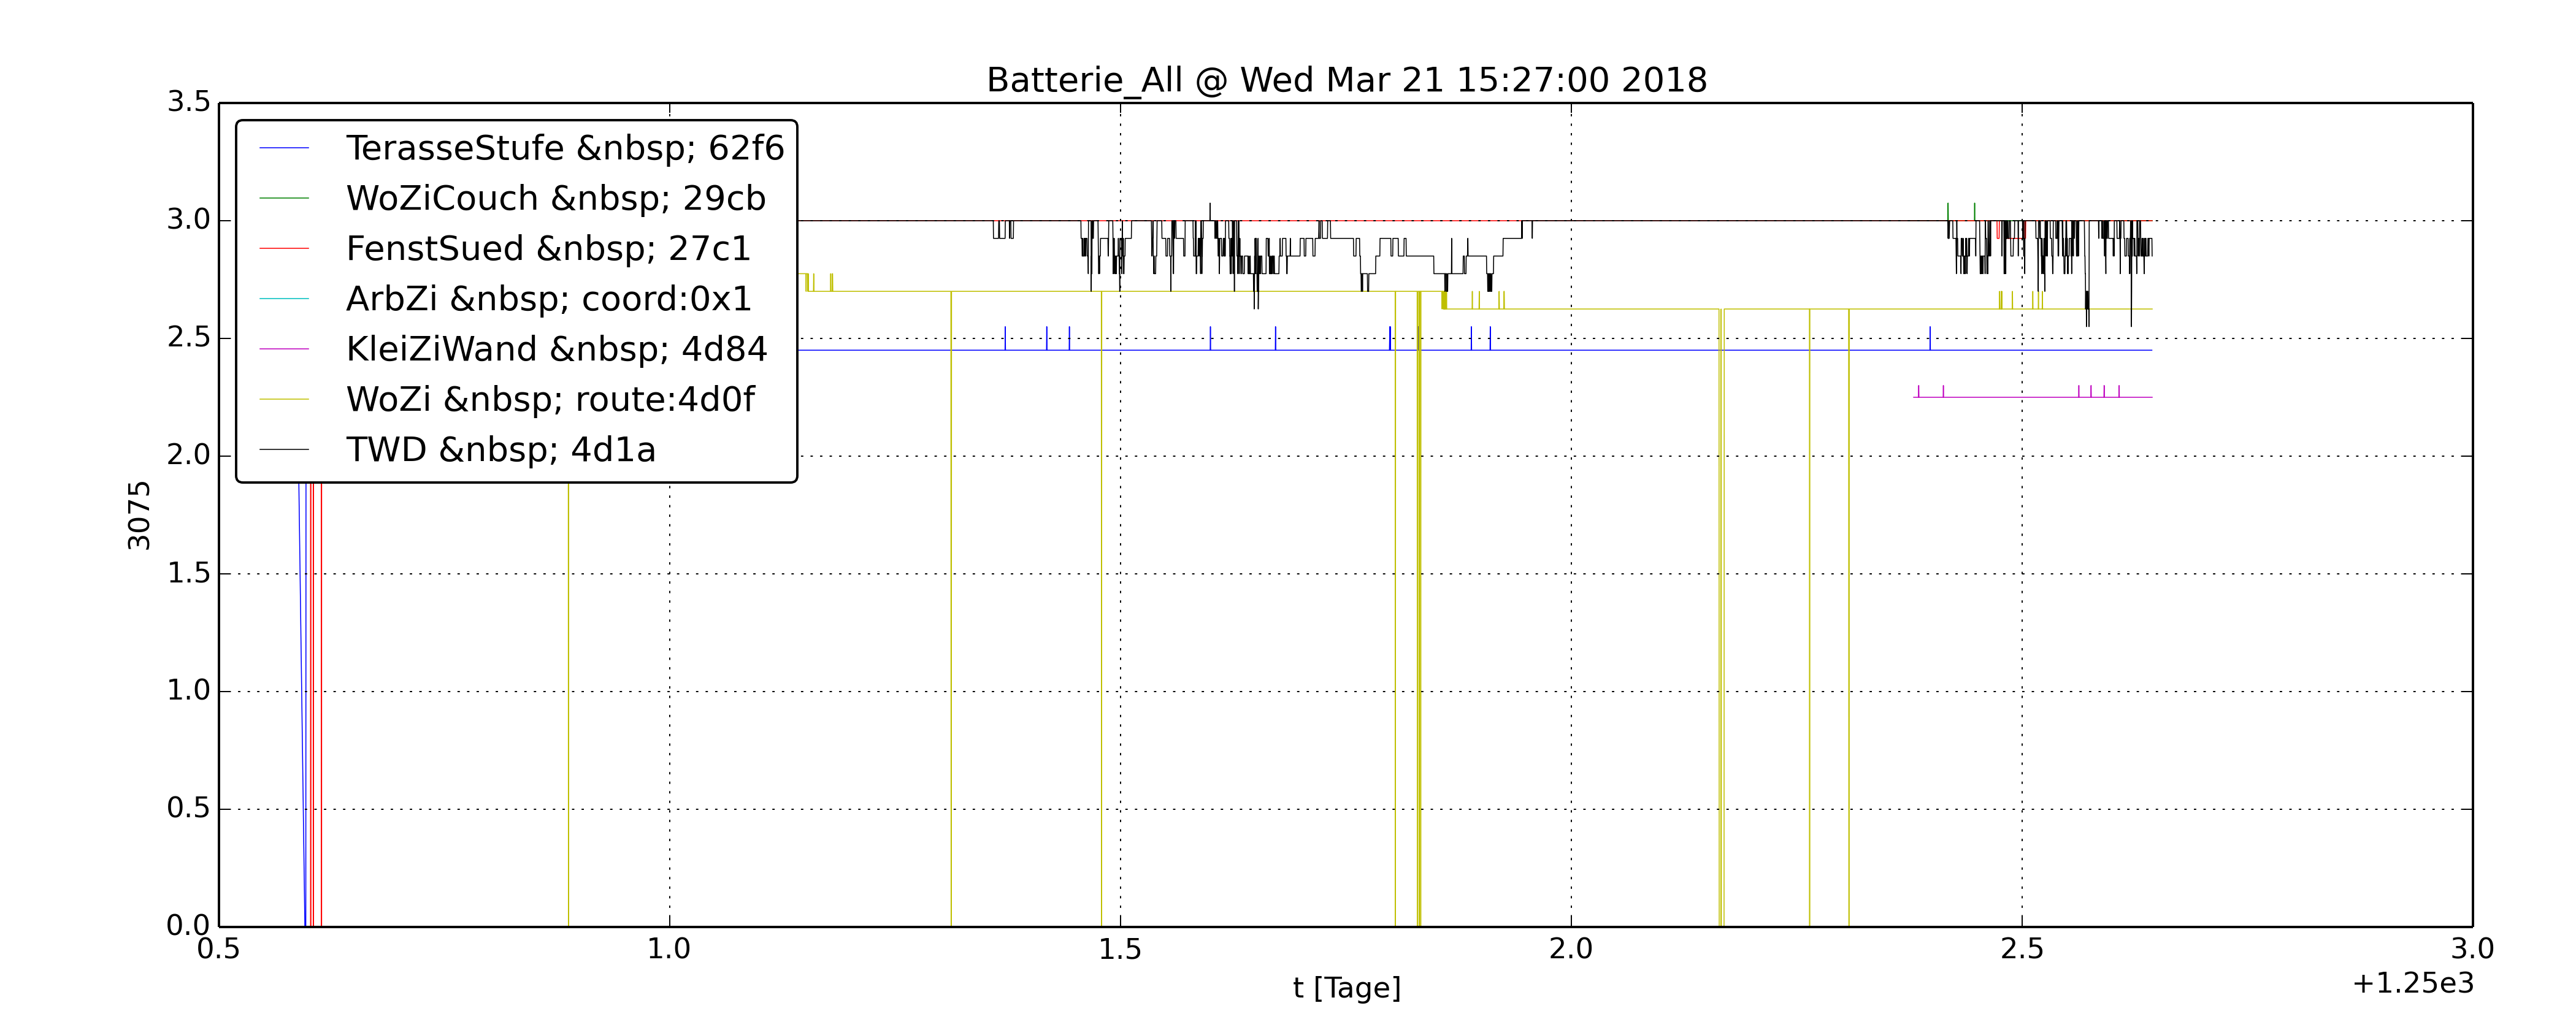 Batterie_All @ Wed Mar 21 15:27:00 2018
3.5
TerasseStufe &nbsp; 62f6
WoZiCouch &nbsp; 29cb
FenstSued &nbsp; 27c1
ArbZi &nbsp; coord:0x1
KleiZiWand &nbsp; 4d84
WoZi &nbsp; route:4d0f
TWD &nbsp; 4d1a
3.0
2.5
2.0
1.5
1.0
0.5
0.0
3075
0.5 1.0 1.5 2.0 2.5 3.0
t [Tage]
+1.25e3